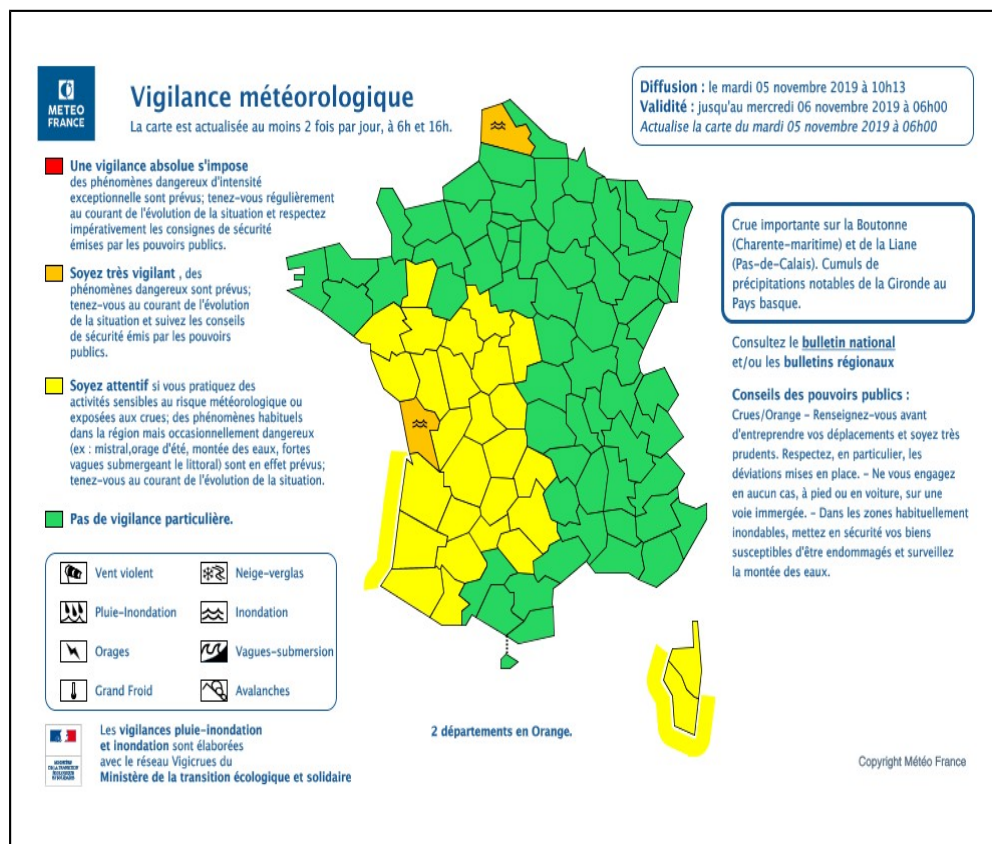 METEO
FRANCE
Vigilance météorologique
La carte est actualisée au moins 2 fois par jour, à 6h et 16h.
Diffusion : le mardi 05 novembre 2019 à 10h13
Validité : jusqu'au mercredi 06 novembre 2019 à 06h00
Actualise la carte du mardi 05 novembre 2019 à 06h00
Une vigilance absolue s'impose
des phénomènes dangereux d'intensité
exceptionnelle sont prévus; tenez-vous régulièrement
au courant de l'évolution de la situation et respectez
impérativement les consignes de sécurité
émises par les pouvoirs publics.
Soyez très vigilant , des
phénomènes dangereux sont prévus;
tenez-vous au courant de l'évolution
de la situation et suivez les conseils
de sécurité émis par les pouvoirs
publics.
Soyez attentif si vous pratiquez des
activités sensibles au risque météorologique ou
exposées aux crues; des phénomènes habituels
dans la région mais occasionnellement dangereux
(ex : mistral,orage d'été, montée des eaux, fortes
vagues submergeant le littoral) sont en effet prévus;
tenez-vous au courant de l'évolution de la situation.
Pas de vigilance particulière.
Vent violent
Neige-verglas
Pluie-Inondation
Inondation
Orages
Vagues-submersion
Grand Froid
Avalanches
Les vigilances pluie-inondation
et inondation sont élaborées
avec le réseau Vigicrues du
Ministère de la transition écologique et solidaire
2 départements en Orange.
Crue importante sur la Boutonne
(Charente-maritime) et de la Liane
(Pas-de-Calais). Cumuls de
précipitations notables de la Gironde au
Pays basque.
Consultez le bulletin national
et/ou les bulletins régionaux
Conseils des pouvoirs publics :
Crues/Orange - Renseignez-vous avant
d'entreprendre vos déplacements et soyez très
prudents. Respectez, en particulier, les
déviations mises en place. - Ne vous engagez
en aucun cas, à pied ou en voiture, sur une
voie immergée. - Dans les zones habituellement
inondables, mettez en sécurité vos biens
susceptibles d'être endommagés et surveillez
la montée des eaux.
Copyright Météo France